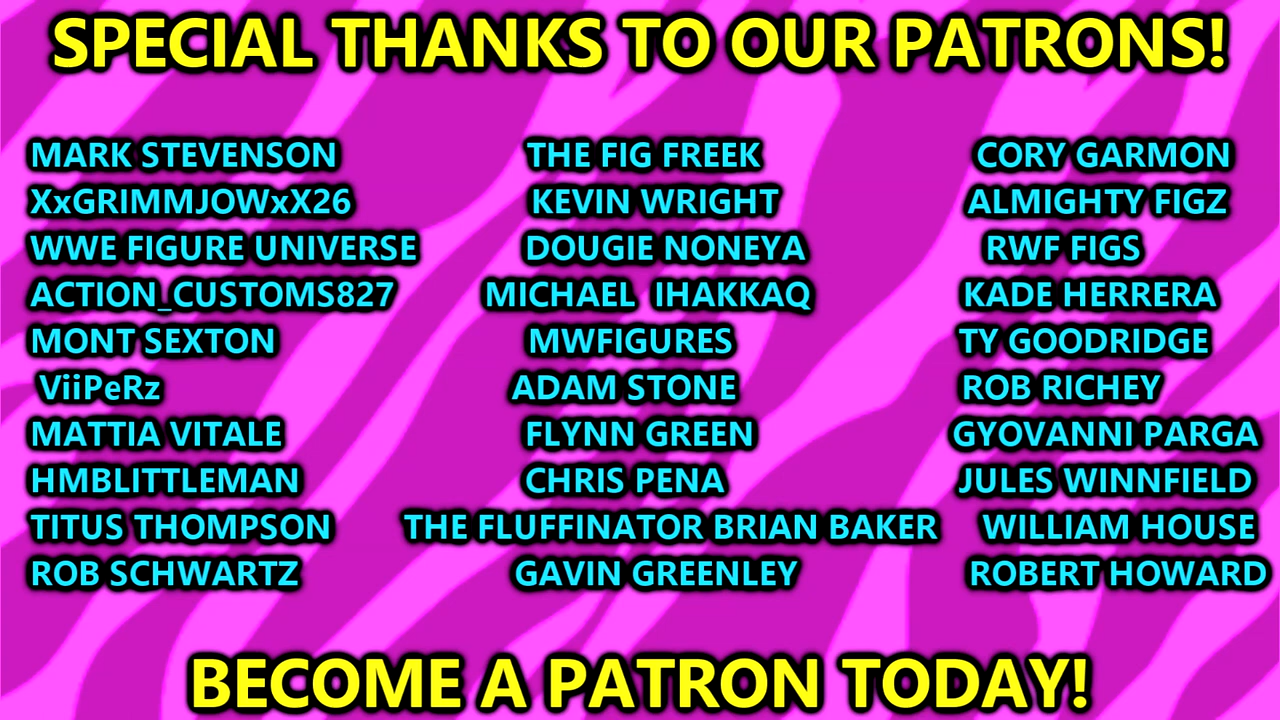 SPECIAL THANKS TO OUR PATRONS!
MARK STEVENSON
XxGRIMMJOWxX26
WWE FIGURE UNIVERSE
ACTION_CUSTOMS827
MONT SEXTON
ViiPeRz
MATTIA VITALE
HMBLITTLEMAN
TITUS THOMPSON
ROB SCHWARTZ
THE FIG FREEK
KEVIN WRIGHT
DOUGIE NONEYA
MICHAEL IHAKKAQ
MWFIGURES
ADAM STONE
FLYNN GREEN
CHRIS PENA
THE FLUFFINATOR BRIAN BAKER
GAVIN GREENLEY
CORY GARMON
ALMIGHTY FIGZ
RWF FIGS
KADE HERRERA
TY GOODRIDGE
ROB RICHEY
GYOVANNI PARGA
JULES WINNFIELD
WILLIAM HOUSE
ROBERT HOWARD
BECOME A PATRON TODAY!